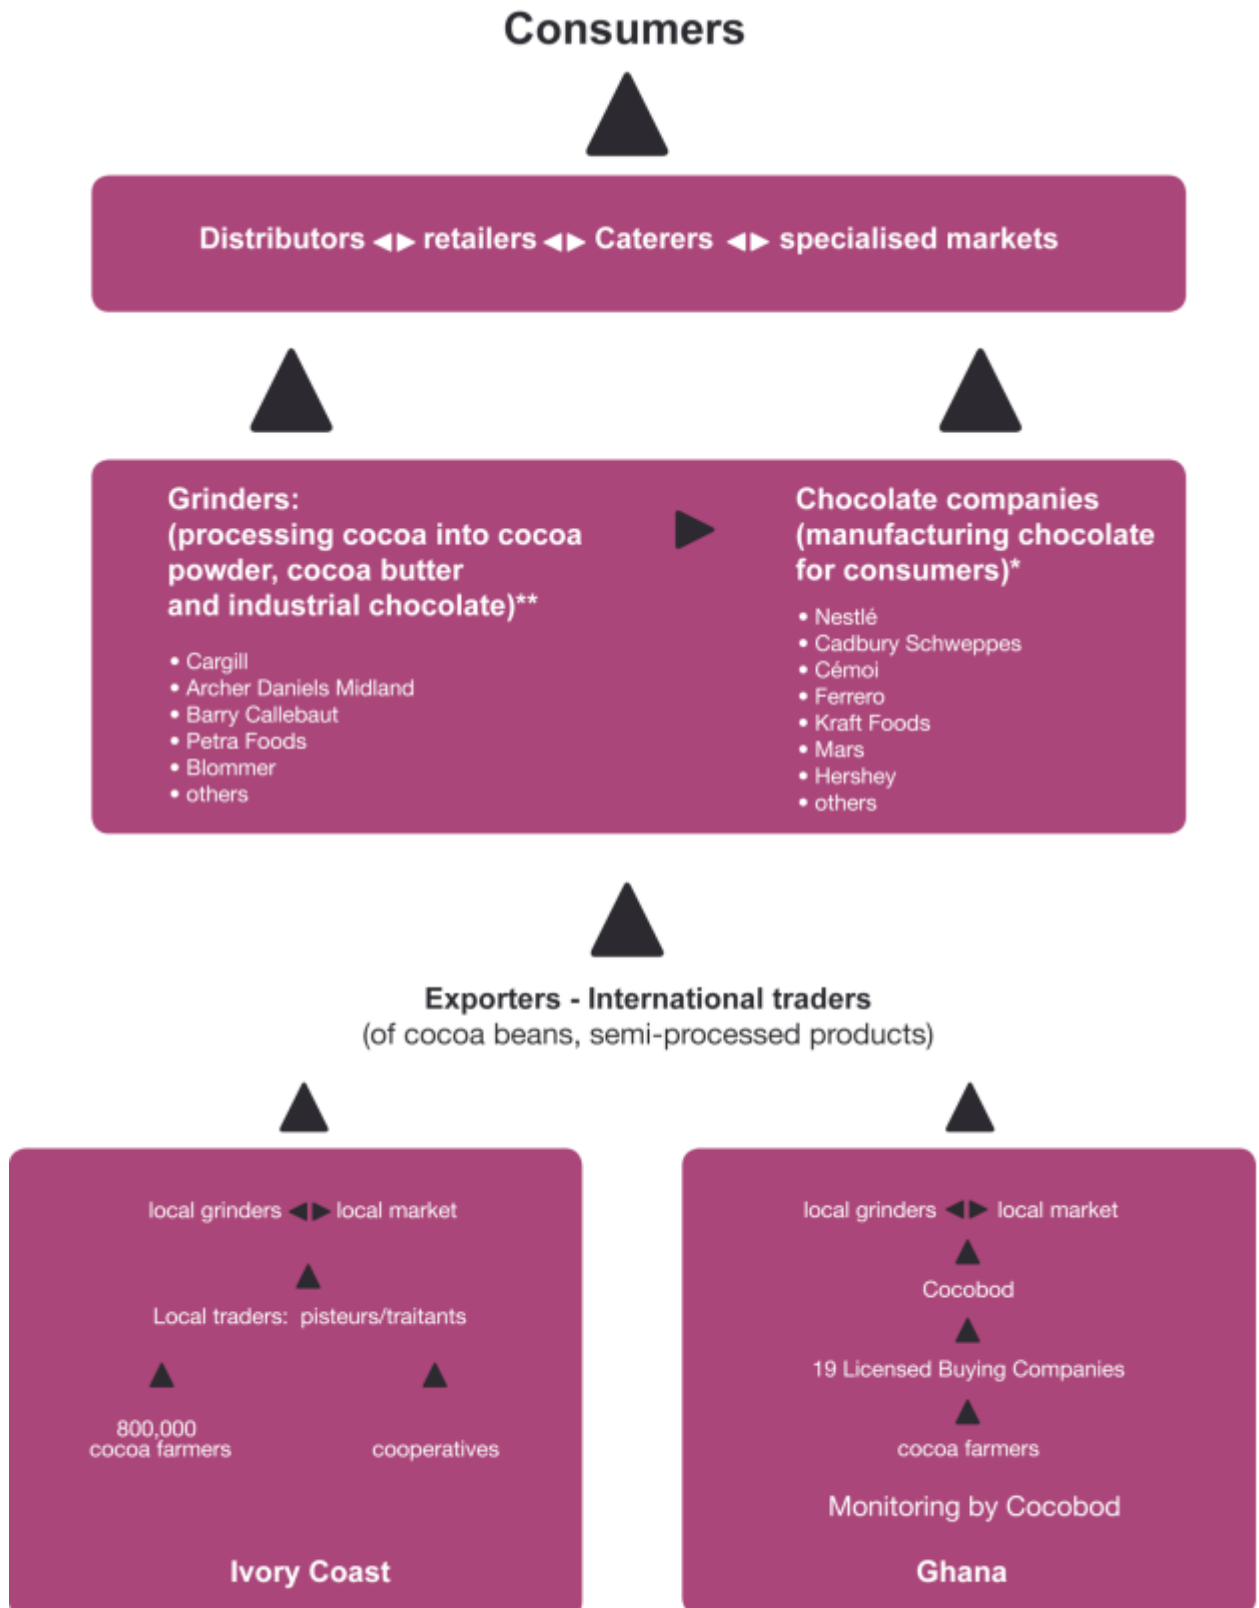 Consumers
Distributors ◀▶ retailers ◀▶ Caterers ◀▶ specialised markets
Grinders:
(processing cocoa into cocoa
powder, cocoa butter
and industrial chocolate)**
• Cargill
• Archer Daniels Midland
• Barry Callebaut
• Petra Foods
• Blommer
• others
Chocolate companies
(manufacturing chocolate
for consumers)*
• Nestlé
• Cadbury Schweppes
• Cémoi
• Ferrero
• Kraft Foods
• Mars
• Hershey
• others
Exporters - International traders
(of cocoa beans, semi-processed products)
local grinders ◀▶ local market
Local traders: pisteurs/traitants
800,000
cocoa farmers
cooperatives
Ivory Coast
local grinders ◀▶ local market
Cocobod
19 Licensed Buying Companies
cocoa farmers
Monitoring by Cocobod
Ghana